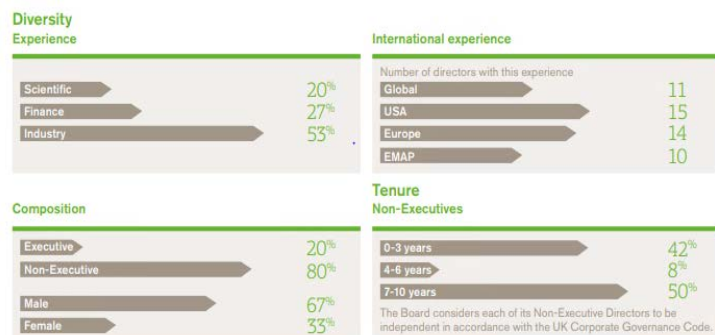 Diversity
Experience
Scientific 20%
Finance 27%
Industry 53%
International experience
Number of directors with this experience
Global 11
USA 15
Europe 14
EMAP 10
Composition
Executive 20%
Non-Executive 80%
Male 67%
Female 33%
Tenure
Non-Executives
0-3 years 42%
4-6 years 8%
7-10 years 50%
The Board considers each of its Non-Executive Directors to be
independent in accordance with the UK Corporate Governance Code.